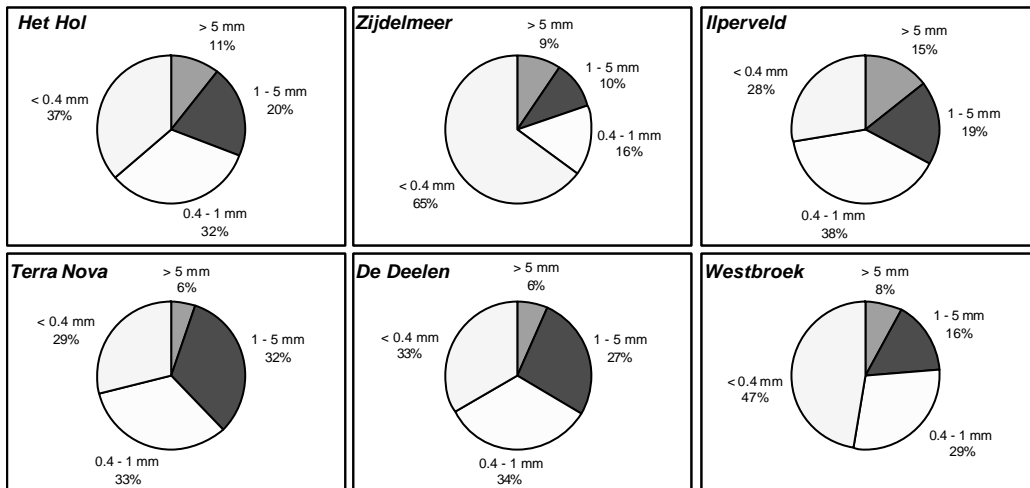 Het Hol
> 5 mm
11%
1 - 5 mm
20%
0.4 - 1 mm
32%
< 0.4 mm
37%
Zijdelmeer
> 5 mm
9%
1 - 5 mm
10%
0.4 - 1 mm
16%
< 0.4 mm
65%
Ilperveld
> 5 mm
15%
1 - 5 mm
19%
0.4 - 1 mm
38%
< 0.4 mm
28%
Terra Nova
> 5 mm
6%
1 - 5 mm
32%
0.4 - 1 mm
33%
< 0.4 mm
29%
De Deelen
> 5 mm
6%
1 - 5 mm
27%
0.4 - 1 mm
34%
< 0.4 mm
33%
Westbroek
> 5 mm
8%
1 - 5 mm
16%
0.4 - 1 mm
29%
< 0.4 mm
47%